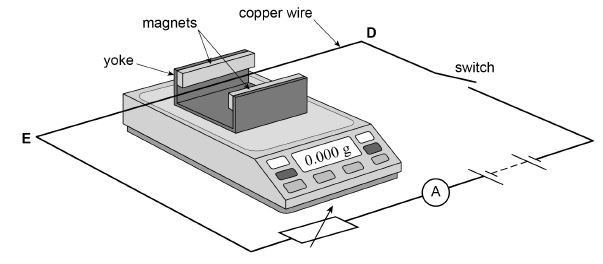 copper wire
magnets
D
yoke
switch
E
0.000 g
A